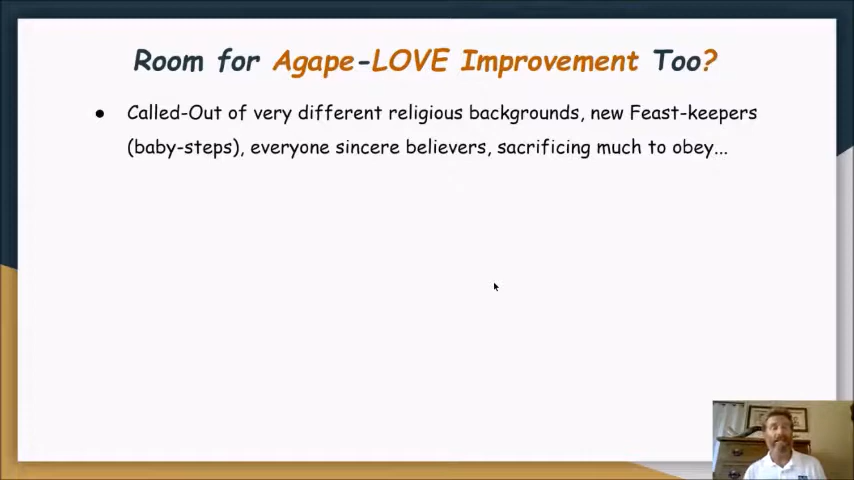 Room for Agape-LOVE Improvement Too?
● Called-Out of very different religious backgrounds, new Feast-keepers
(baby-steps), everyone sincere believers, sacrificing much to obey...